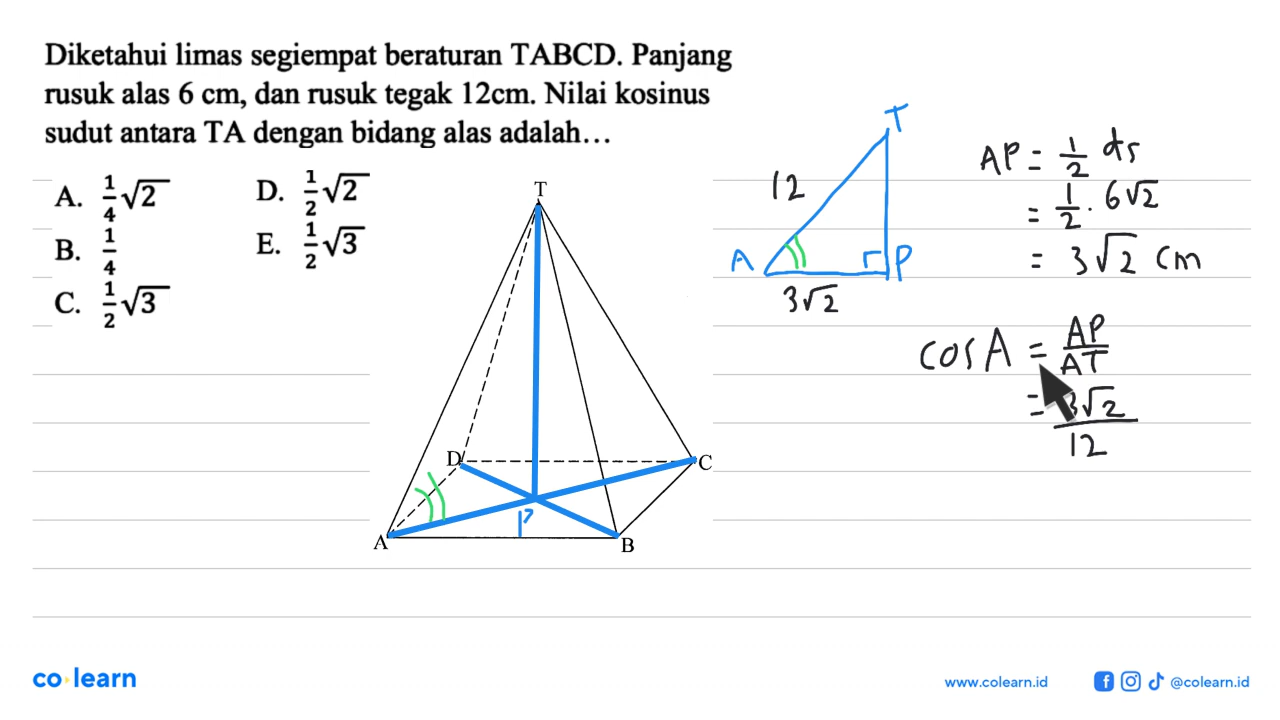 Diketahui limas segiempat beraturan TABCD. Panjang
rusuk alas 6 cm, dan rusuk tegak 12cm. Nilai kosinus
sudut antara TA dengan bidang alas adalah...
A. 1/4 √2
B. 1/4
C. 1/2 √3
D. 1/2 √2
E. 1/2 √3
T
D
C
A
B
P
T
12
A
P
3√2
AP = 1/2 ds
= 1/2 . 6√2
= 3√2 cm
cos A = AP/AT
= 3√2/12
co learn
www.colearn.id
@colearn.id